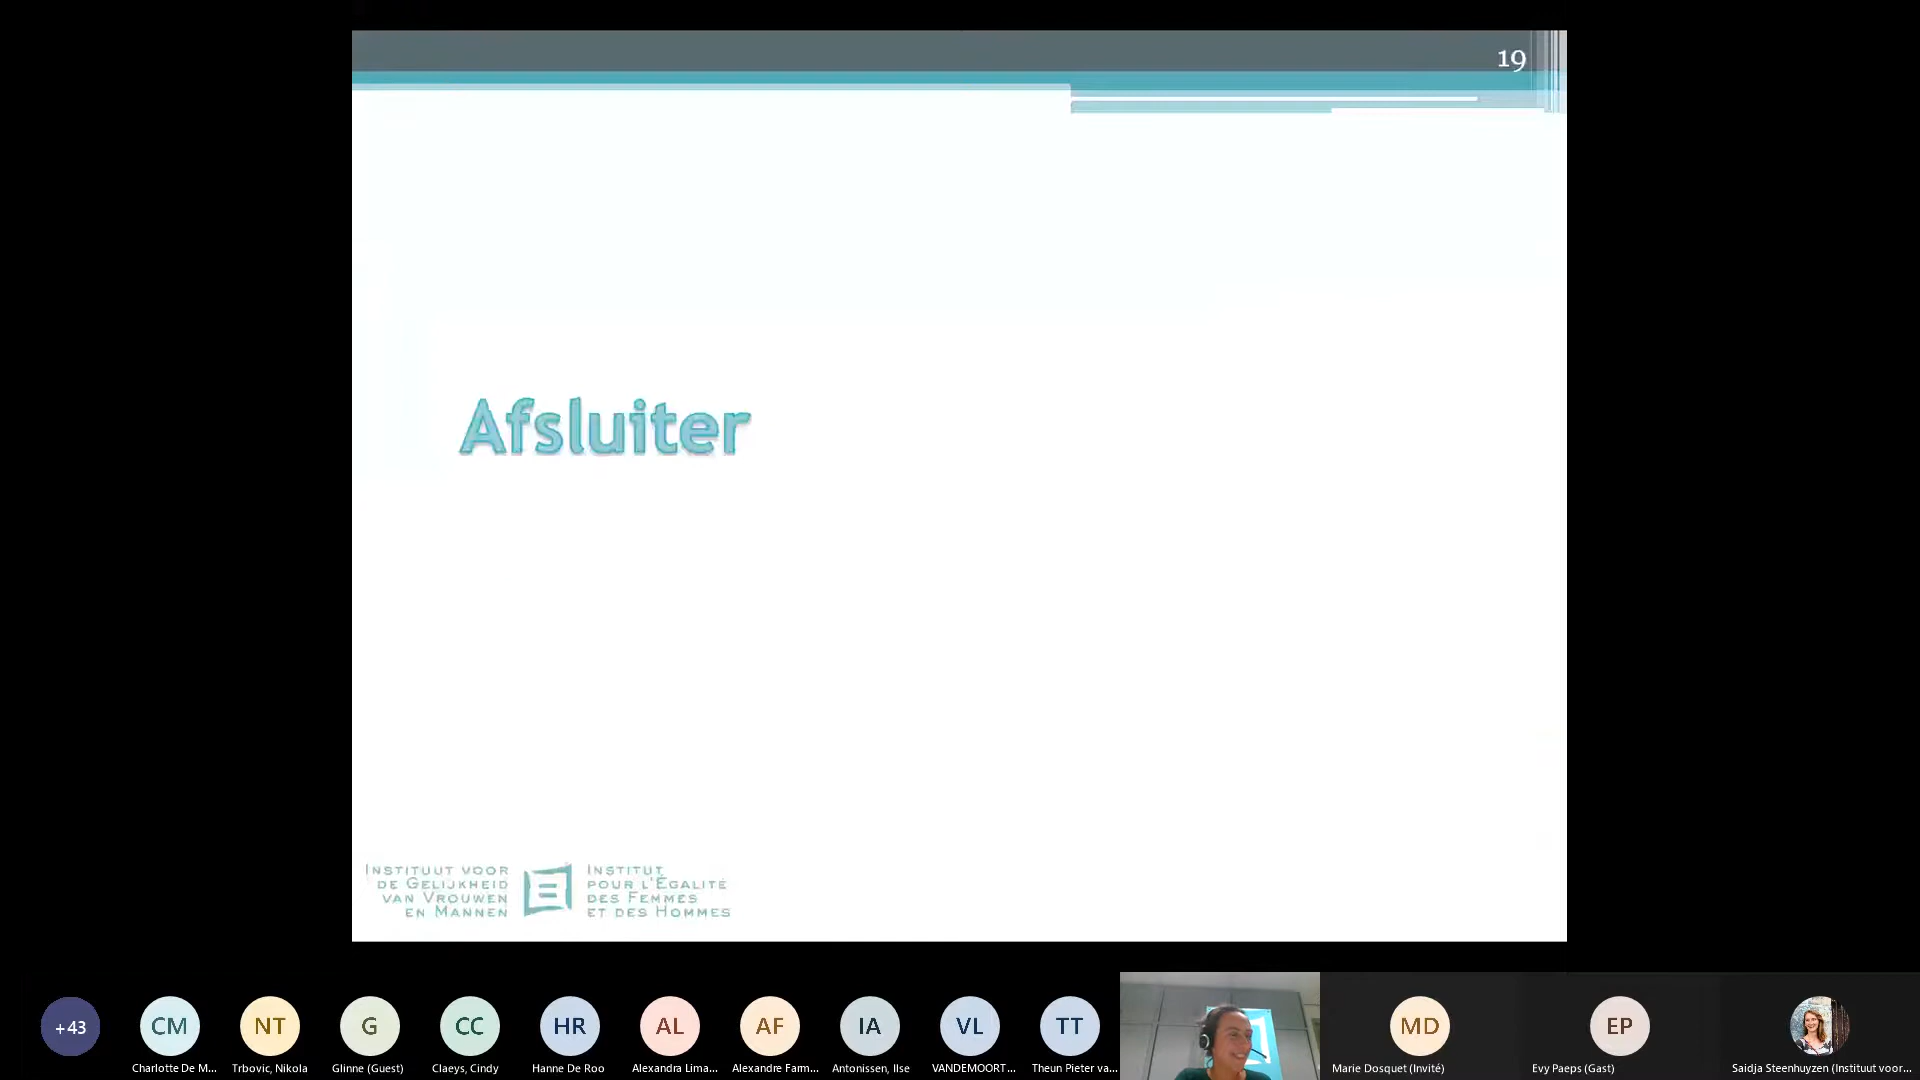 19
Afsluiter
Instituut voor
de Gelijkheid
van Vrouwen
en Mannen
Institut
pour l'Égalité
des Femmes
et des Hommes
+43
CM
NT
G
CC
HR
AL
AF
IA
VL
TT
MD
EP
Charlotte De M...
Trbovic, Nikola
Glinne (Guest)
Claeys, Cindy
Hanne De Roo
Alexandra Lima...
Alexandre Farm...
Antonissen, Ilse
VANDEMOORT...
Theun Pieter va...
Marie Dosquet (Invité)
Evy Paeps (Gast)
Saidja Steenhuyzen (Instituut voor...